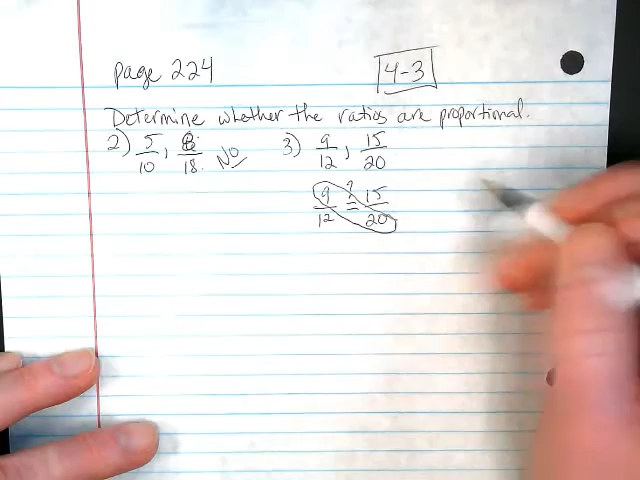 page 224
4-3
Determine whether the ratios are proportional.
2) 5/10, 8/18. NO
3) 9/12, 15/20
9/12 ?= 15/20